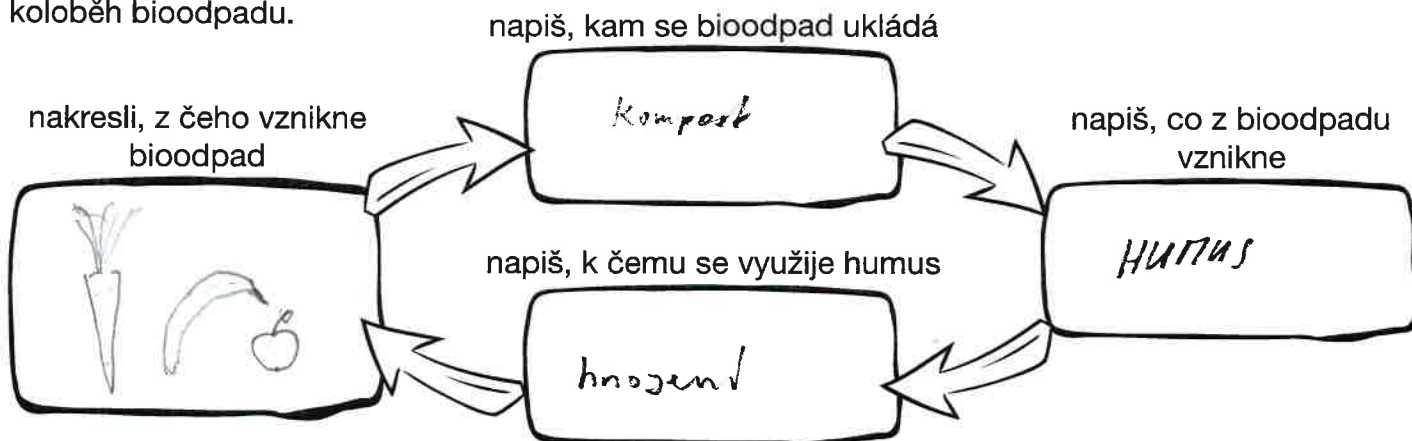 koloběh bioodpadu.
napiš, kam se bioodpad ukládá
Kompost
nakresli, z čeho vznikne
bioodpad
napiš, co z bioodpadu
vznikne
Humus
napiš, k čemu se využije humus
hnojení